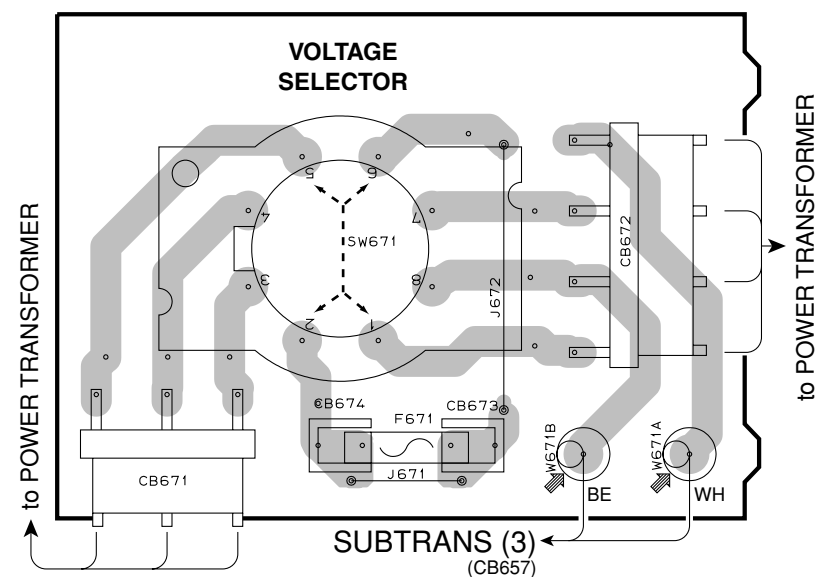 VOLTAGE
SELECTOR
5
6
4
7
SW671
3
8
2
1
CB672
J672
to POWER TRANSFORMER
to POWER TRANSFORMER
CB674
F671
CB673
J671
CB671
W671B
W671A
BE
WH
SUBTRANS (3)
(CB657)